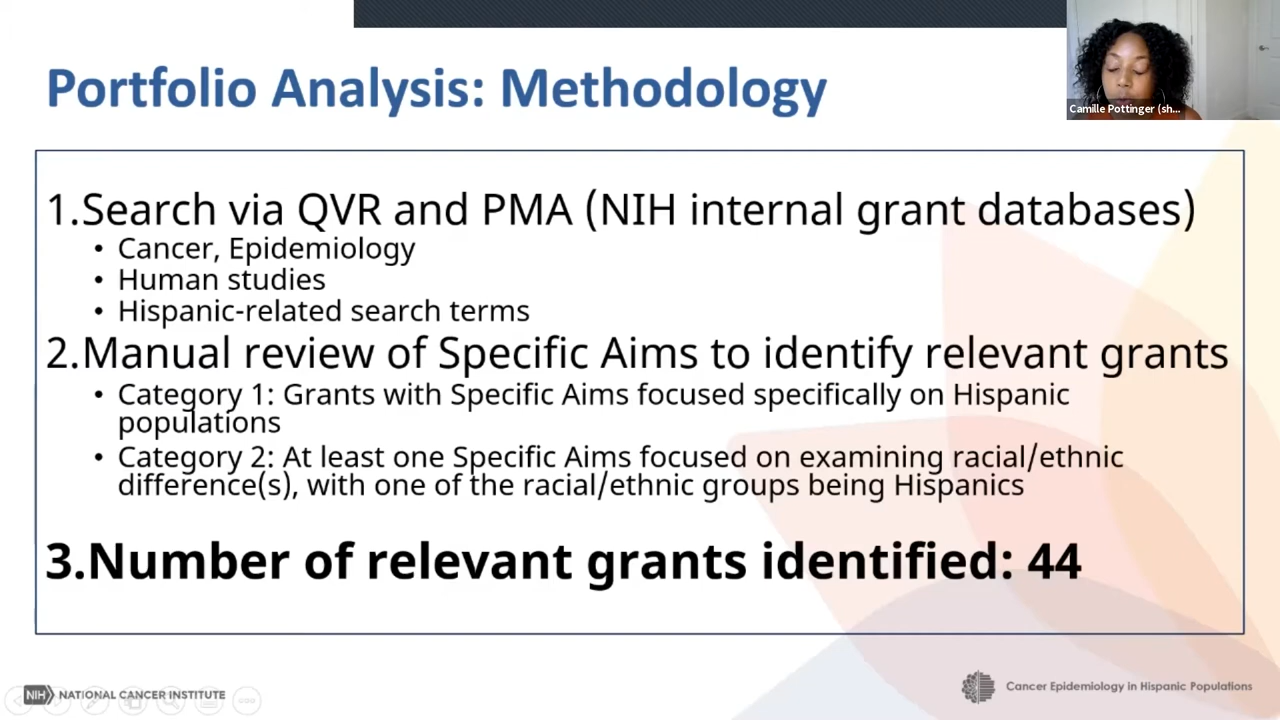 Portfolio Analysis: Methodology
Camille Pottinger (sh...
1.Search via QVR and PMA (NIH internal grant databases)
• Cancer, Epidemiology
• Human studies
• Hispanic-related search terms
2.Manual review of Specific Aims to identify relevant grants
• Category 1: Grants with Specific Aims focused specifically on Hispanic
populations
• Category 2: At least one Specific Aims focused on examining racial/ethnic
difference(s), with one of the racial/ethnic groups being Hispanics
3.Number of relevant grants identified: 44
NIH NATIONAL CANCER INSTITUTE
Cancer Epidemiology in Hispanic Populations